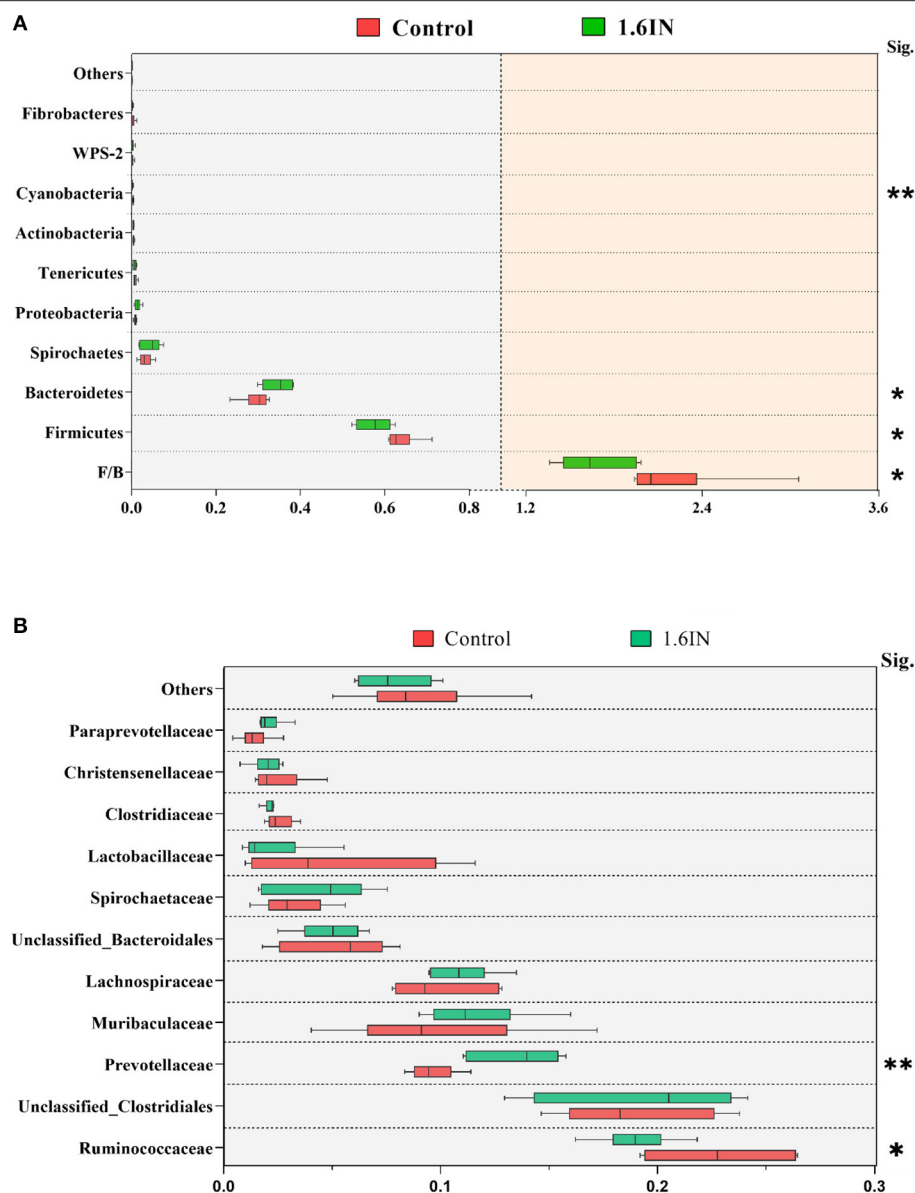 A
Control 1.6IN
Sig.
Others
Fibrobacteres
WPS-2
Cyanobacteria **
Actinobacteria
Tenericutes
Proteobacteria
Spirochaetes
Bacteroidetes *
Firmicutes *
F/B *
0.0 0.2 0.4 0.6 0.8 1.2 2.4 3.6
B
Control 1.6IN
Sig.
Others
Paraprevotellaceae
Christensenellaceae
Clostridiaceae
Lactobacillaceae
Spirochaetaceae
Unclassified_Bacteroidales
Lachnospiraceae
Muribaculaceae
Prevotellaceae **
Unclassified_Clostridiales
Ruminococcaceae *
0.0 0.1 0.2 0.3